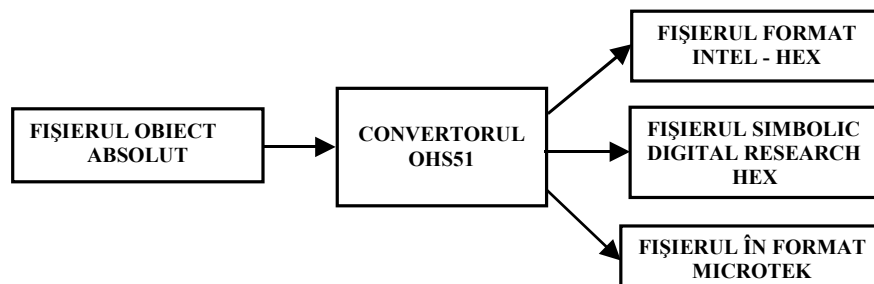 FIŞIERUL OBIECT
ABSOLUT
CONVERTORUL
OHS51
FIŞIERUL FORMAT
INTEL - HEX
FIŞIERUL SIMBOLIC
DIGITAL RESEARCH
HEX
FIŞIERUL ÎN FORMAT
MICROTEK